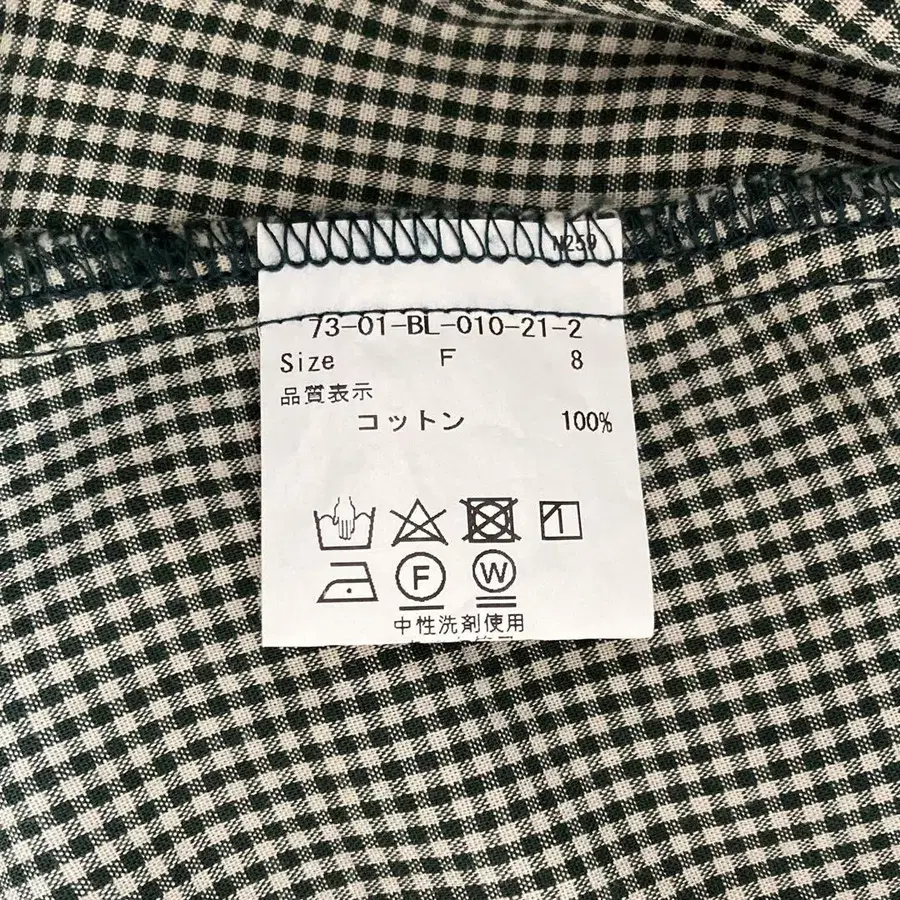 N259
73-01-BL-010-21-2
Size F 8
品質表示
コットン 100%
F W
中性洗剤使用